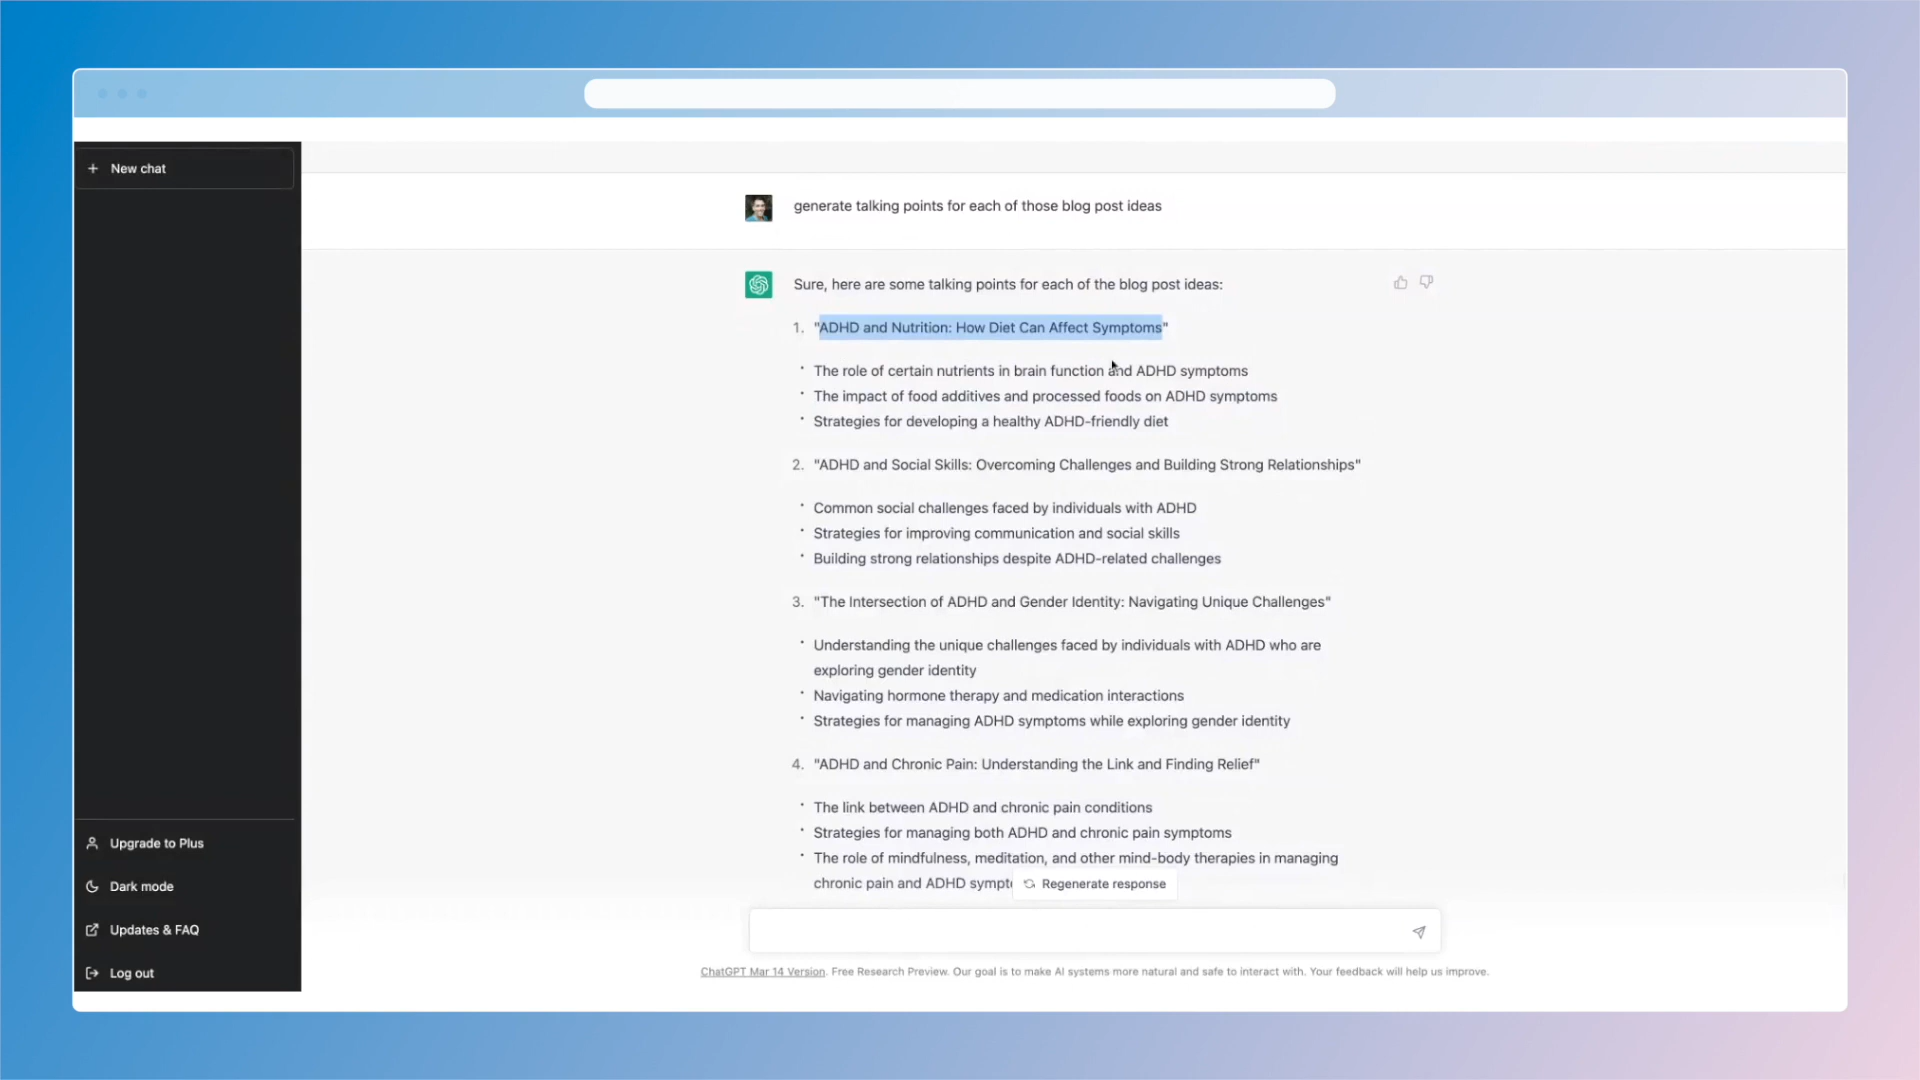 + New chat
generate talking points for each of those blog post ideas
Sure, here are some talking points for each of the blog post ideas:
1. "ADHD and Nutrition: How Diet Can Affect Symptoms"
• The role of certain nutrients in brain function and ADHD symptoms
• The impact of food additives and processed foods on ADHD symptoms
• Strategies for developing a healthy ADHD-friendly diet
2. "ADHD and Social Skills: Overcoming Challenges and Building Strong Relationships"
• Common social challenges faced by individuals with ADHD
• Strategies for improving communication and social skills
• Building strong relationships despite ADHD-related challenges
3. "The Intersection of ADHD and Gender Identity: Navigating Unique Challenges"
• Understanding the unique challenges faced by individuals with ADHD who are
exploring gender identity
• Navigating hormone therapy and medication interactions
• Strategies for managing ADHD symptoms while exploring gender identity
4. "ADHD and Chronic Pain: Understanding the Link and Finding Relief"
• The link between ADHD and chronic pain conditions
• Strategies for managing both ADHD and chronic pain symptoms
• The role of mindfulness, meditation, and other mind-body therapies in managing
chronic pain and ADHD
Regenerate response
Upgrade to Plus
Dark mode
Updates & FAQ
Log out
ChatGPT Mar 14 Version. Free Research Preview. Our goal is to make AI systems more natural and safe to interact with. Your feedback will help us improve.